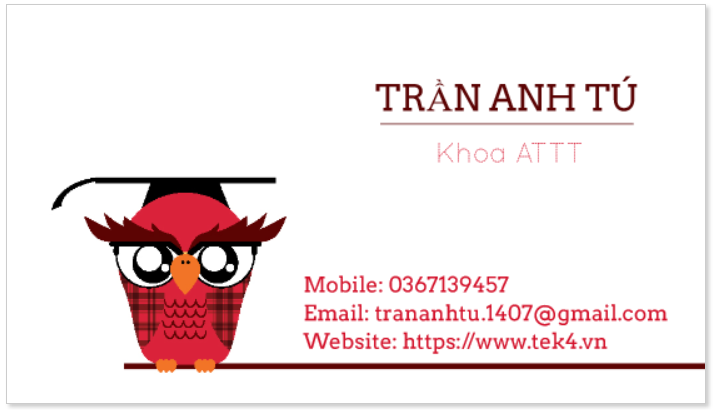 TRẦN ANH TÚ
Khoa ATTT
Mobile: 0367139457
Email: trananhtu.1407@gmail.com
Website: https://www.tek4.vn